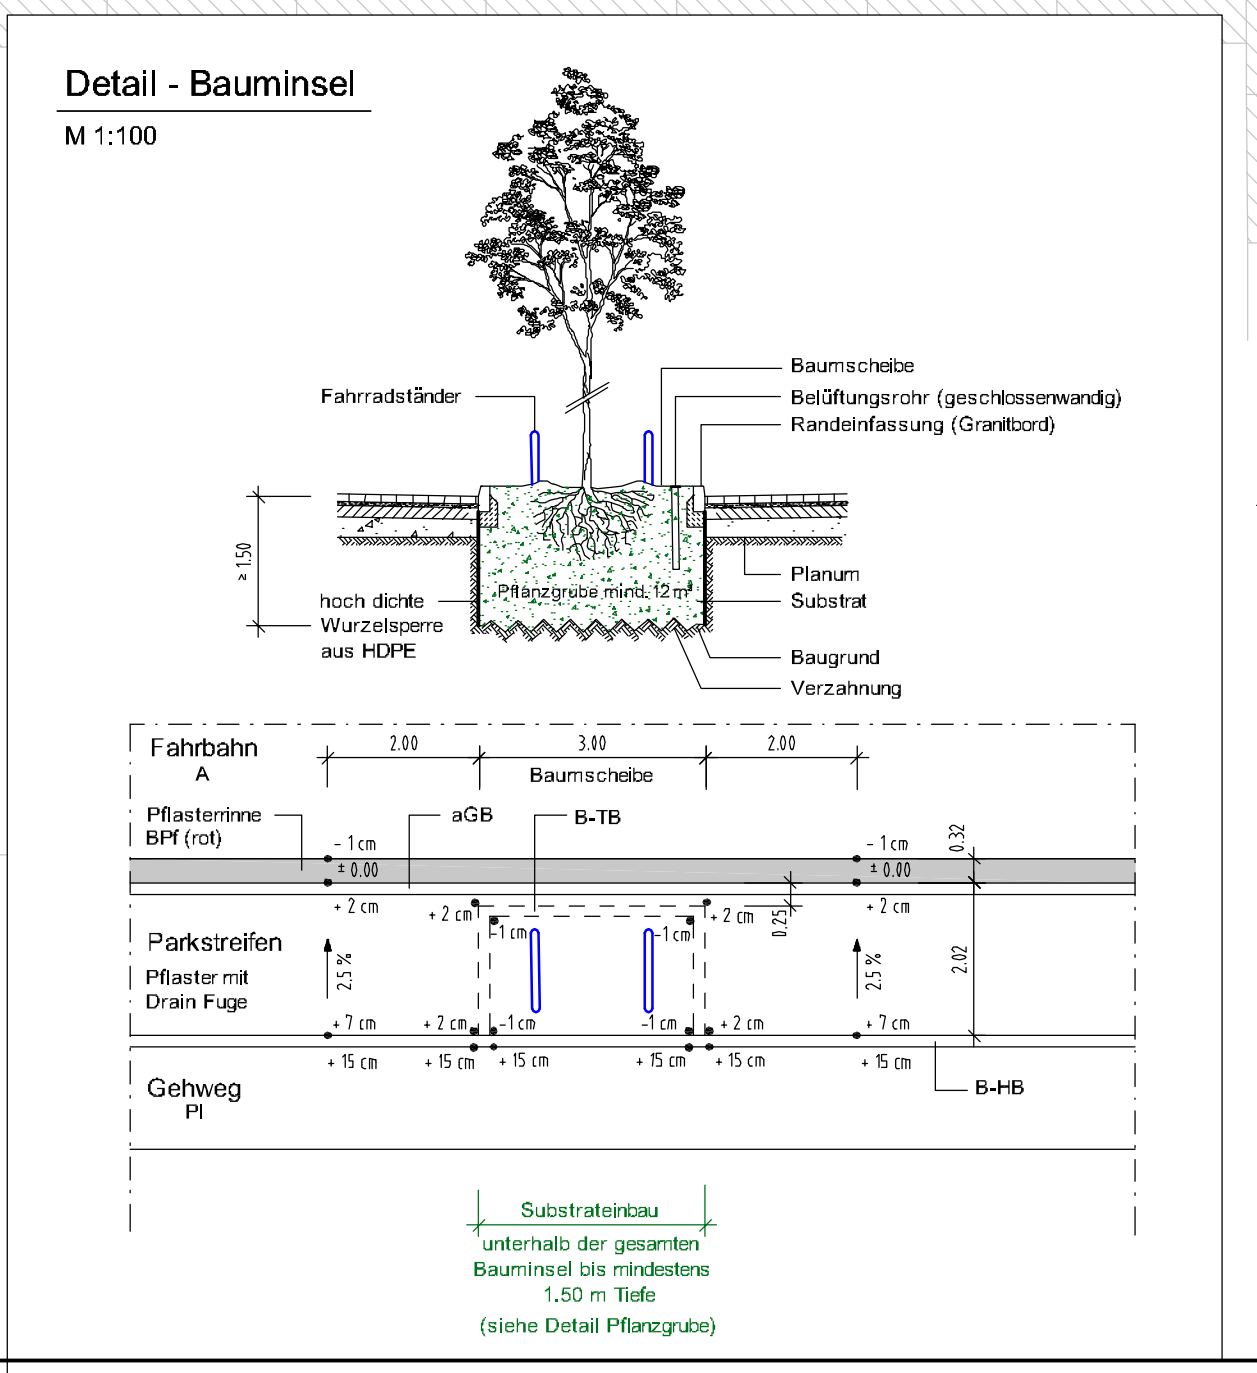 Detail - Bauminsel
M 1:100
Baumscheibe
Fahrradständer
Belüftungsrohr (geschlossenwandig)
Randeinfassung (Granitbord)
≥ 1.50
Planum
Pflanzgrube mind. 12 m³
hoch dichte
Wurzelsperre
aus HDPE
Substrat
Baugrund
Verzahnung
Fahrbahn
A
2.00
3.00
2.00
Baumscheibe
Pflasterrinne
BPf (rot)
aGB
B-TB
- 1 cm
- 1 cm
0.32
± 0.00
± 0.00
+ 2 cm
+ 2 cm
+ 2 cm
0.25
+ 2 cm
-1 cm
-1 cm
Parkstreifen
Pflaster mit
Drain Fuge
2.5 %
2.5 %
2.02
+ 7 cm
+ 2 cm
-1 cm
-1 cm
+ 2 cm
+ 7 cm
+ 15 cm
+ 15 cm
+ 15 cm
+ 15 cm
+ 15 cm
+ 15 cm
Gehweg
Pl
B-HB
Substrateinbau
unterhalb der gesamten
Bauminsel bis mindestens
1.50 m Tiefe
(siehe Detail Pflanzgrube)